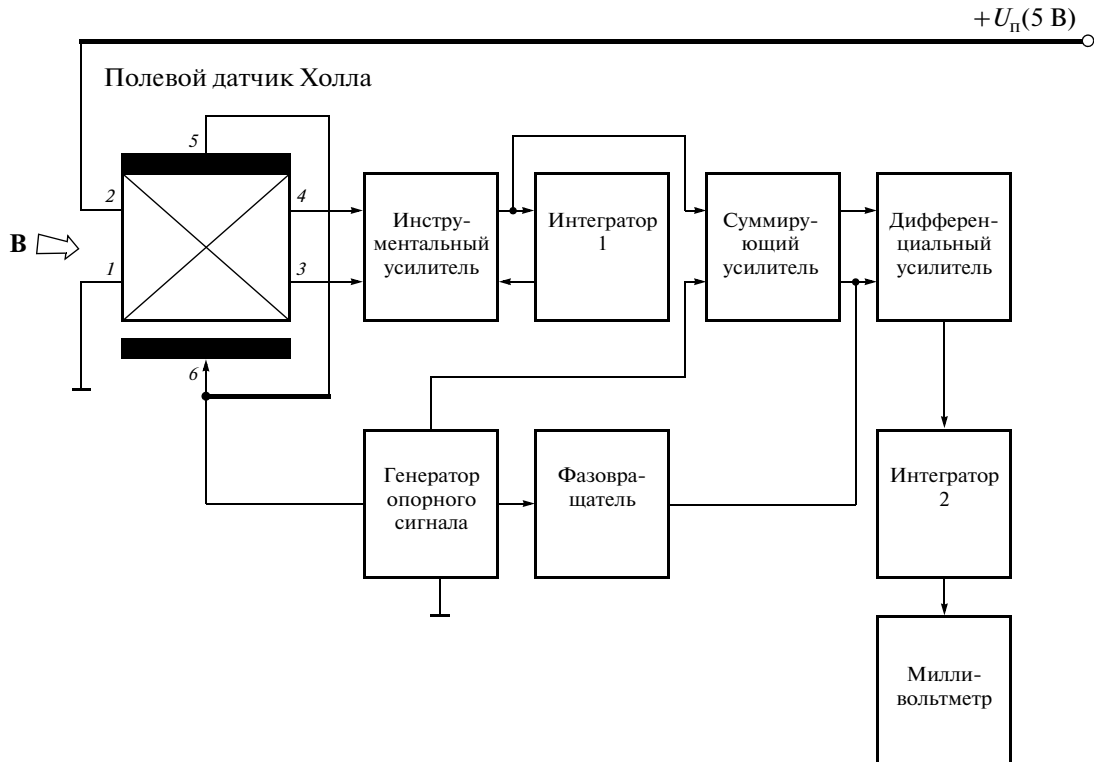 +Uп(5 В)
Полевой датчик Холла
5
2
4
В
1
3
6
Инстру-
ментальный
усилитель
Интегратор
1
Суммиру-
ющий
усилитель
Дифферен-
циальный
усилитель
Генератор
опорного
сигнала
Фазовра-
щатель
Интегратор
2
Милли-
вольтметр